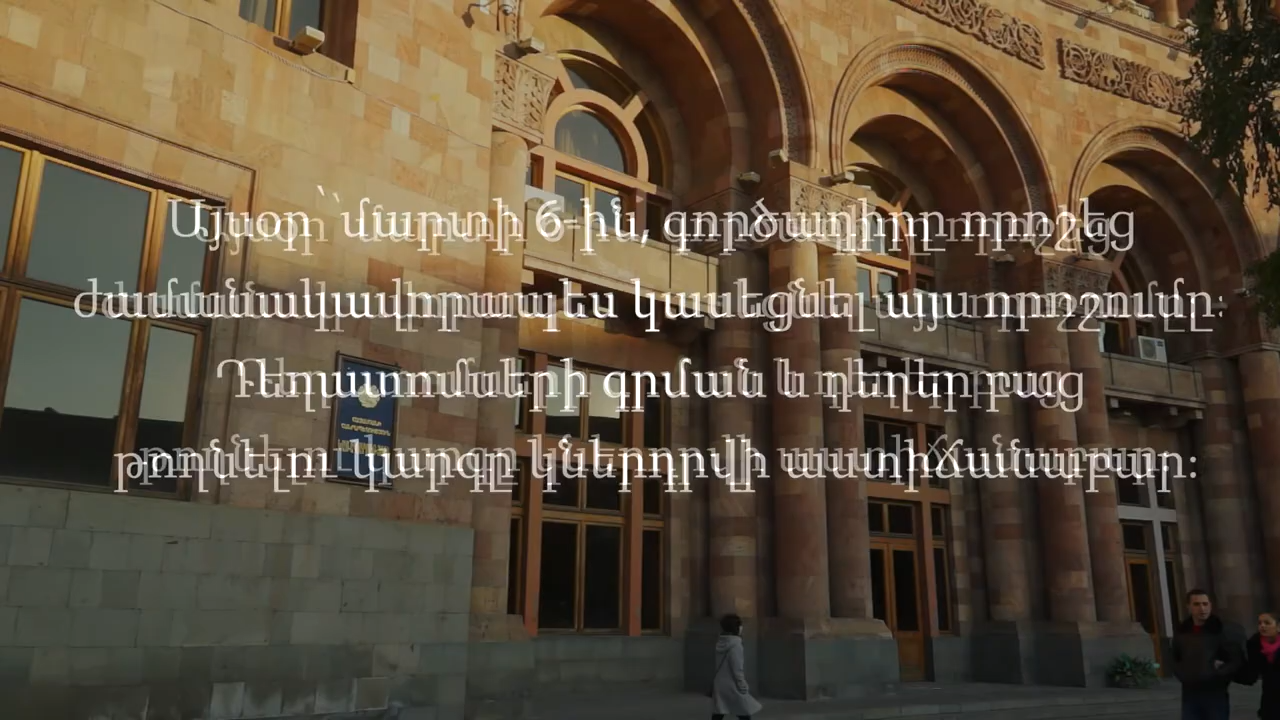 Այսօր՝ մարտի 6-ին, գործադիրը որոշեց
ժամանակավորապես կասեցնել այս որոշումը։
Դեղատոմսերի գրման և դեղեր բաց
թողնելու կարգը կներդրվի աստիճանաբար։